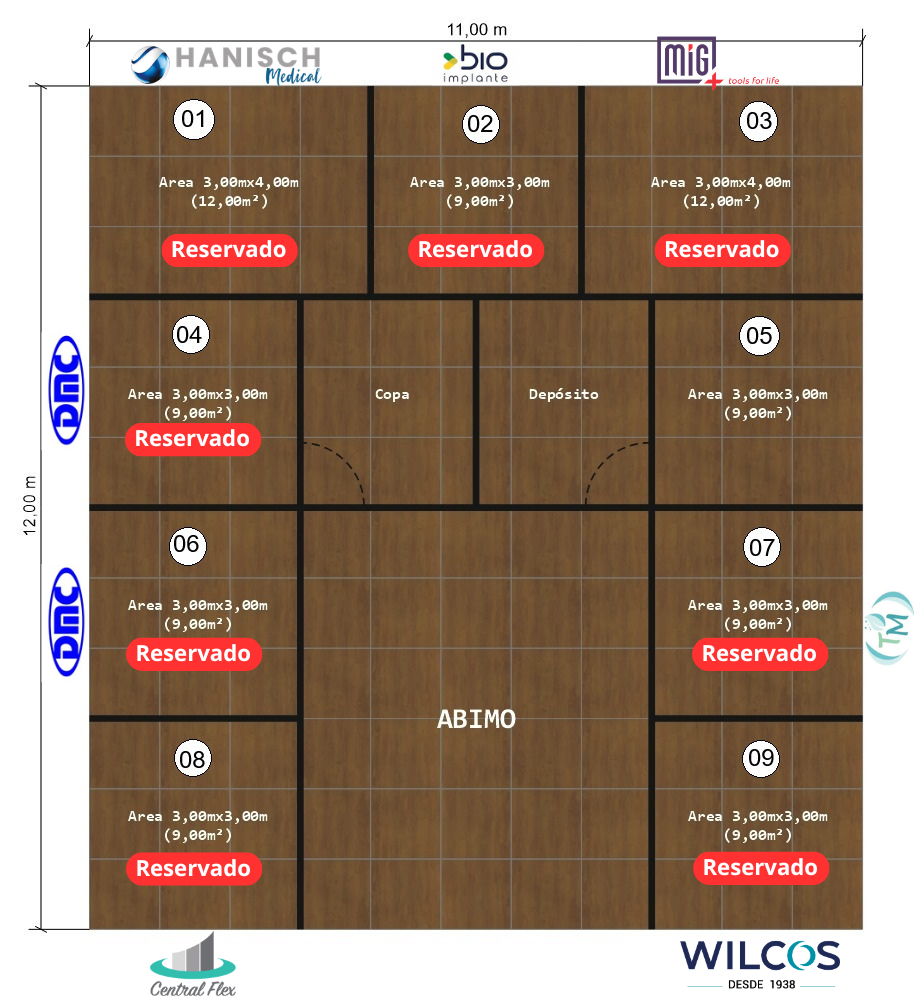 11,00 m
HANISCH
Medical
bio
implante
MiG
tools for life
01
02
03
Area 3,00mx4,00m
(12,00m²)
Area 3,00mx3,00m
(9,00m²)
Area 3,00mx4,00m
(12,00m²)
Reservado
Reservado
Reservado
04
05
DMC
Area 3,00mx3,00m
(9,00m²)
Reservado
Copa
Depósito
Area 3,00mx3,00m
(9,00m²)
12,00 m
06
07
DMC
Area 3,00mx3,00m
(9,00m²)
Reservado
Area 3,00mx3,00m
(9,00m²)
Reservado
TM
ABIMO
08
09
Area 3,00mx3,00m
(9,00m²)
Reservado
Area 3,00mx3,00m
(9,00m²)
Reservado
Central Flex
WILCOS
DESDE 1938